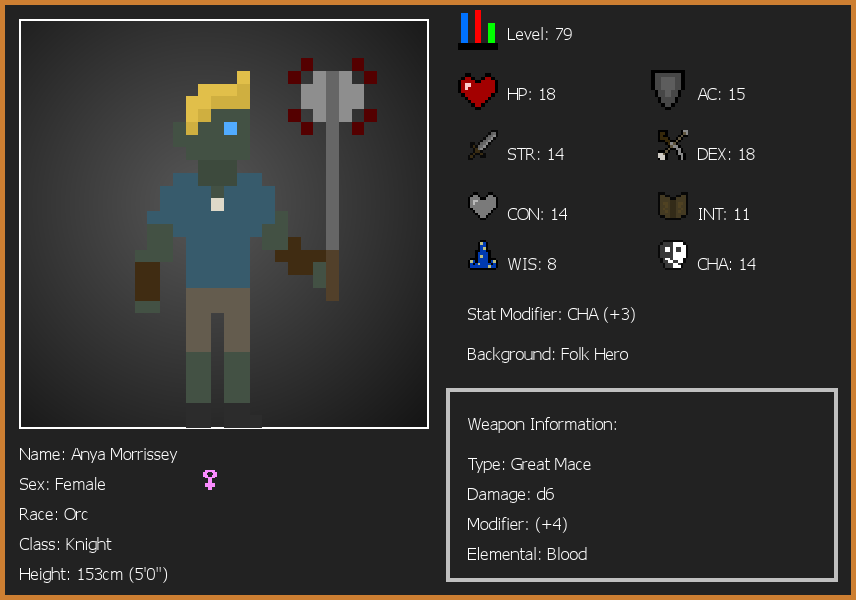 Level: 79
HP: 18
AC: 15
STR: 14
DEX: 18
CON: 14
INT: 11
WIS: 8
CHA: 14
Stat Modifier: CHA (+3)
Background: Folk Hero
Weapon Information:
Type: Great Mace
Damage: d6
Modifier: (+4)
Elemental: Blood
Name: Anya Morrissey
Sex: Female
Race: Orc
Class: Knight
Height: 153cm (5'0")